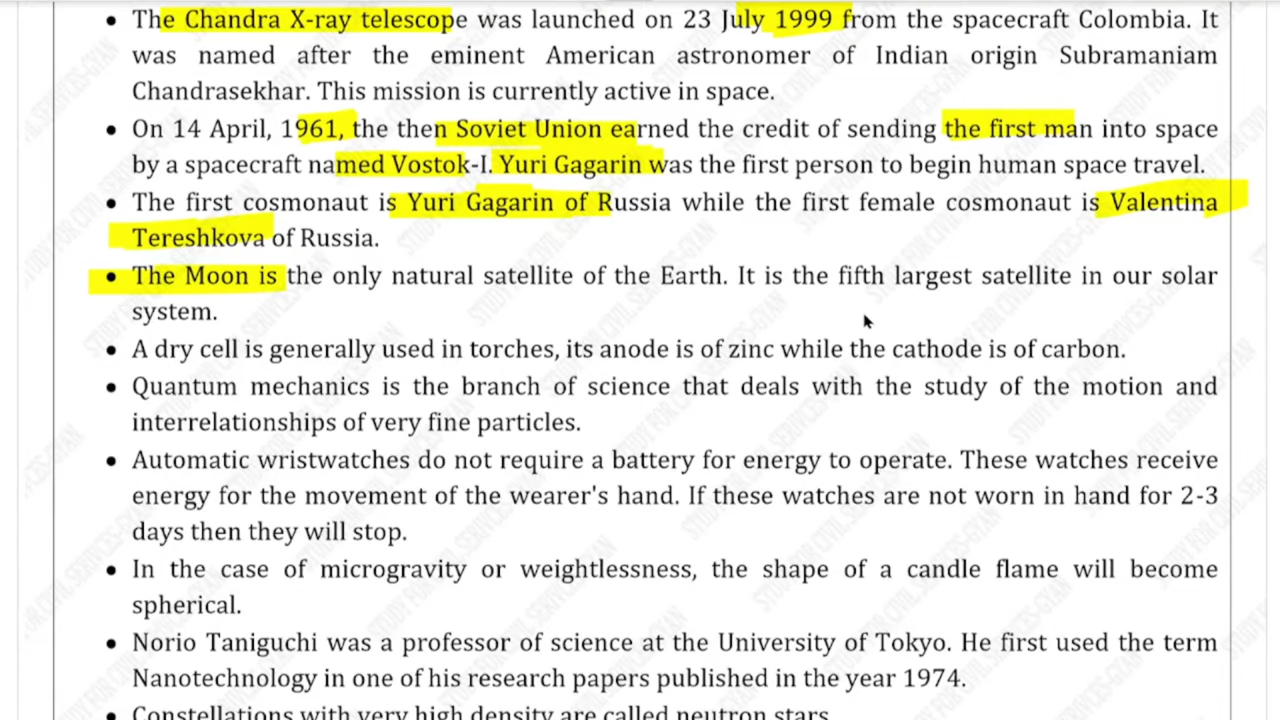 • The Chandra X-ray telescope was launched on 23 July 1999 from the spacecraft Colombia. It
was named after the eminent American astronomer of Indian origin Subramaniam
Chandrasekhar. This mission is currently active in space.
• On 14 April, 1961, the then Soviet Union earned the credit of sending the first man into space
by a spacecraft named Vostok-I. Yuri Gagarin was the first person to begin human space travel.
• The first cosmonaut is Yuri Gagarin of Russia while the first female cosmonaut is Valentina
Tereshkova of Russia.
• The Moon is the only natural satellite of the Earth. It is the fifth largest satellite in our solar
system.
• A dry cell is generally used in torches, its anode is of zinc while the cathode is of carbon.
• Quantum mechanics is the branch of science that deals with the study of the motion and
interrelationships of very fine particles.
• Automatic wristwatches do not require a battery for energy to operate. These watches receive
energy for the movement of the wearer's hand. If these watches are not worn in hand for 2-3
days then they will stop.
• In the case of microgravity or weightlessness, the shape of a candle flame will become
spherical.
• Norio Taniguchi was a professor of science at the University of Tokyo. He first used the term
Nanotechnology in one of his research papers published in the year 1974.
• Constellations with very high density are called neutron stars.